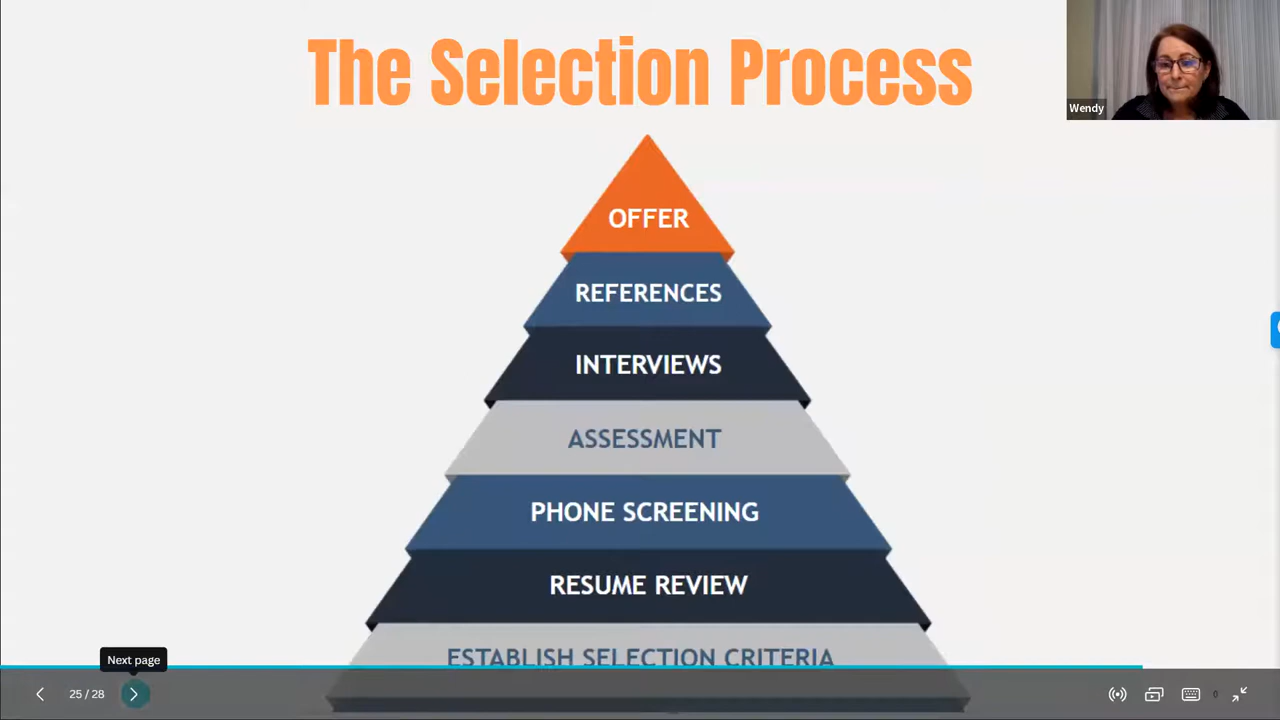 The Selection Process
Wendy
OFFER
REFERENCES
INTERVIEWS
ASSESSMENT
PHONE SCREENING
RESUME REVIEW
ESTABLISH SELECTION CRITERIA
Next page
25 / 28
0